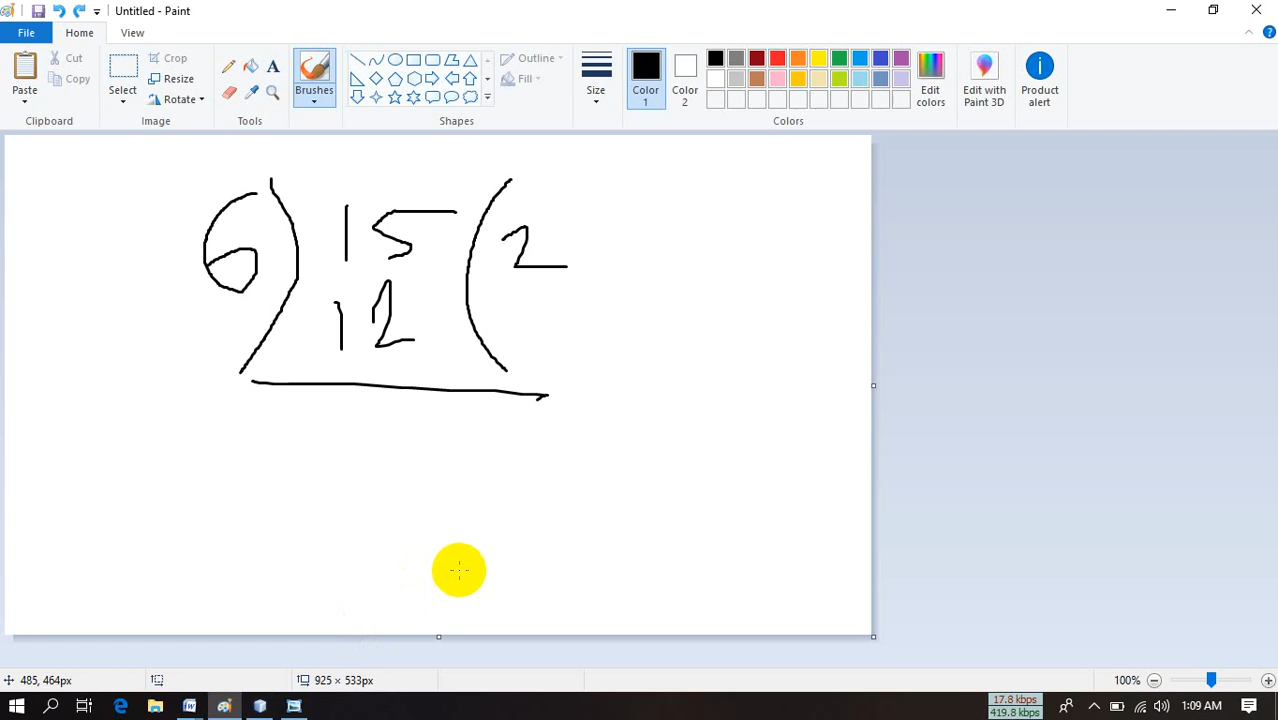 Untitled - Paint
File Home View
Paste
Cut
Copy
Clipboard
Select
Crop
Resize
Rotate
Image
A
Tools
Brushes
Shapes
Outline
Fill
Size
Color 1
Color 2
Colors
Edit colors
Edit with Paint 3D
Product alert
6) 15 ( 2
12
485, 464px
925 × 533px
100%
17.8 kbps
419.8 kbps
1:09 AM